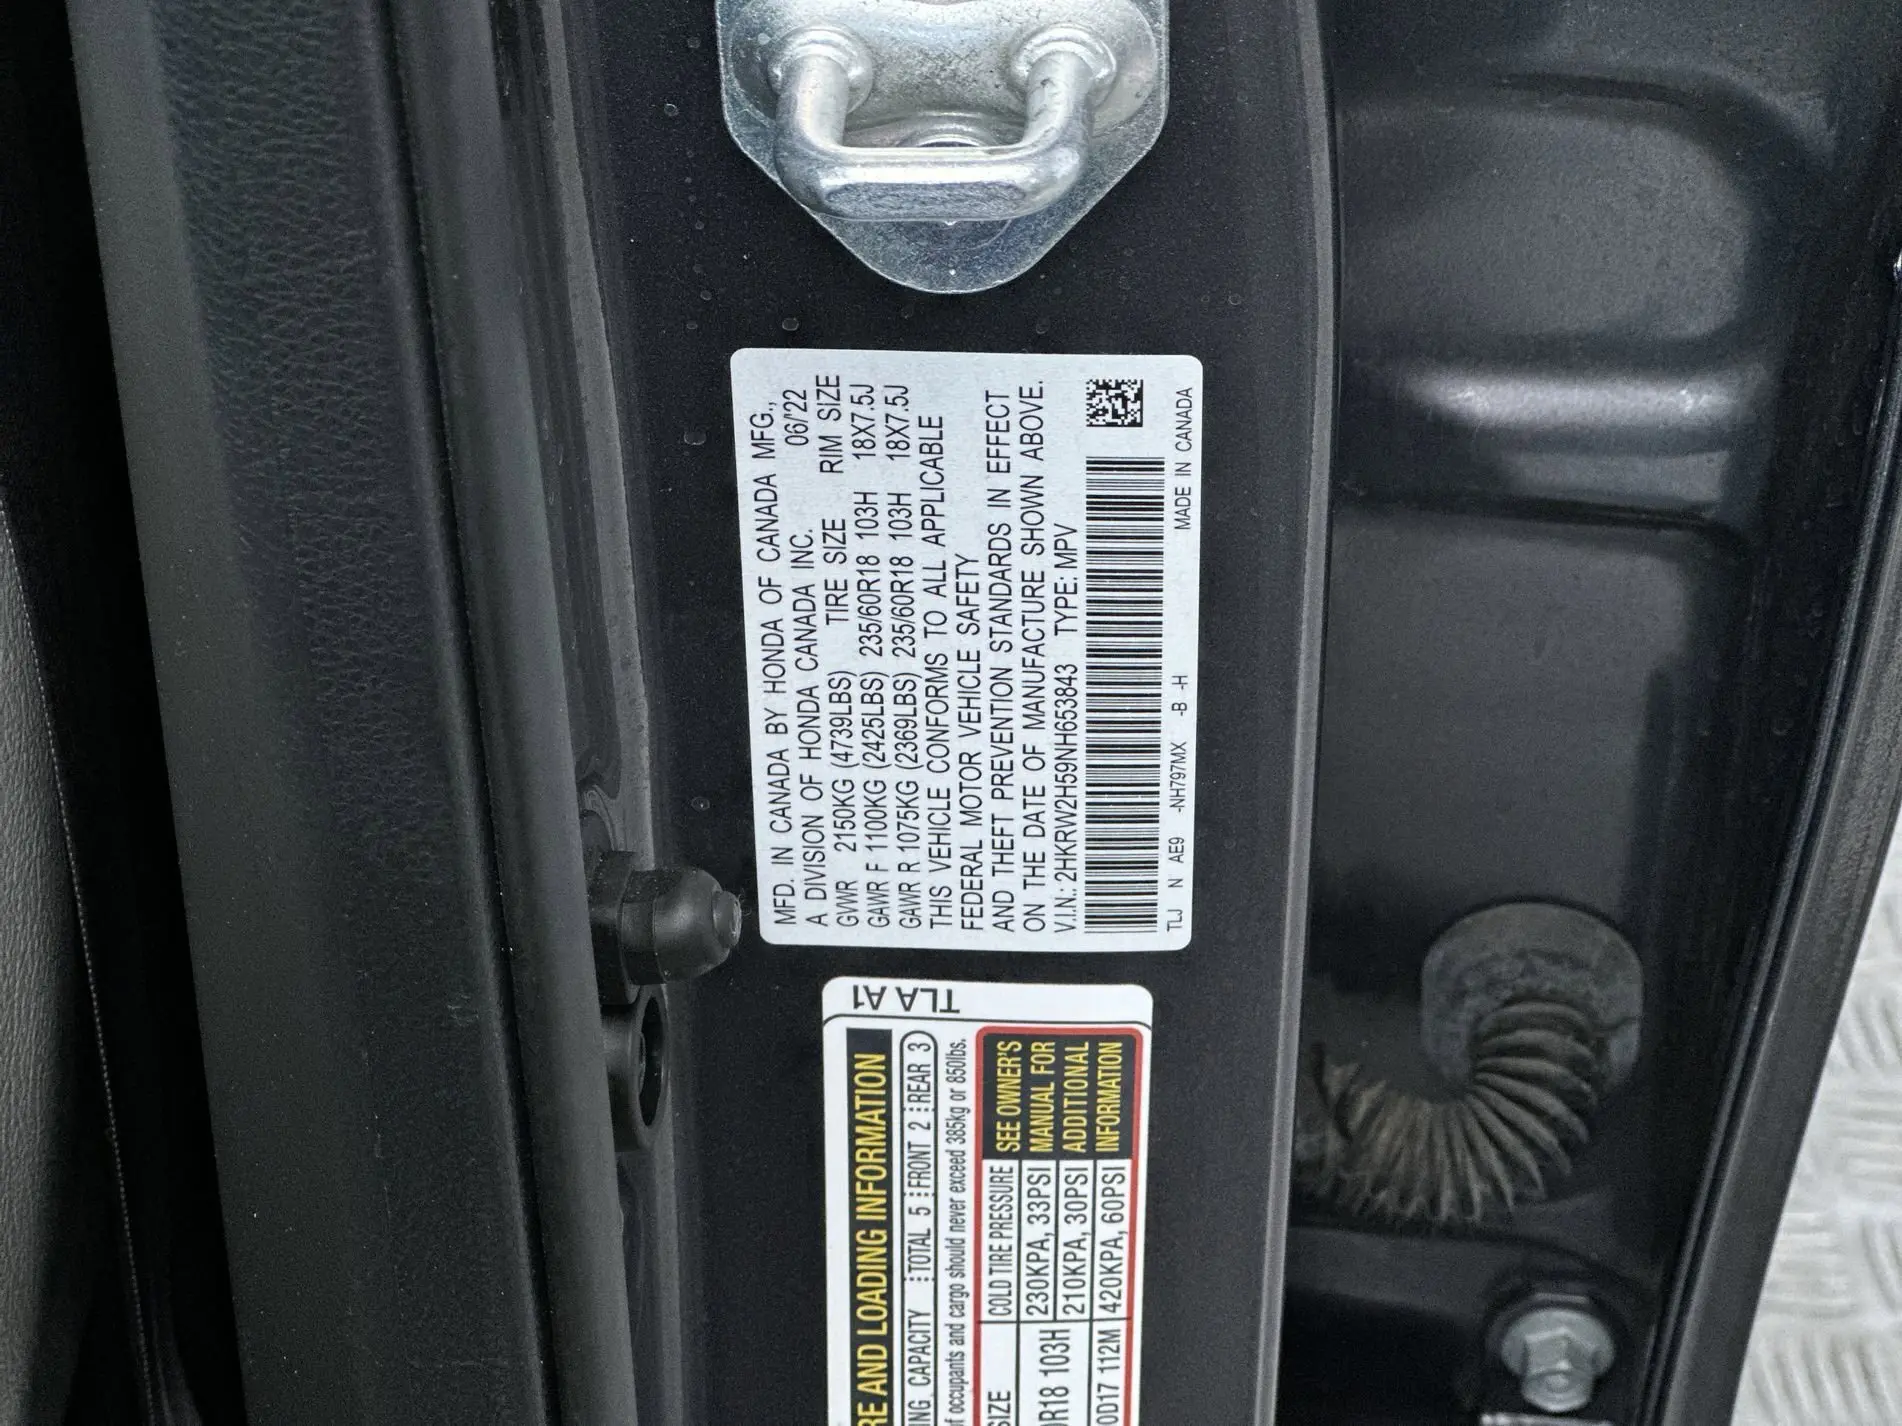 MFD. IN CANADA BY HONDA OF CANADA MFG.,
A DIVISION OF HONDA CANADA INC. 06/'22
GVWR 2150KG (4739LBS) TIRE SIZE RIM SIZE
GAWR F 1100KG (2425LBS) 235/60R18 103H 18X7.5J
GAWR R 1075KG (2369LBS) 235/60R18 103H 18X7.5J
THIS VEHICLE CONFORMS TO ALL APPLICABLE
FEDERAL MOTOR VEHICLE SAFETY
AND THEFT PREVENTION STANDARDS IN EFFECT
ON THE DATE OF MANUFACTURE SHOWN ABOVE.
V.I.N.: 2HKRW2H59NH653843 TYPE: MPV
TLJ N AE9 -NH797MX -B -H MADE IN CANADA
TLA A1
RE AND LOADING INFORMATION
NG CAPACITY TOTAL 5 FRONT 2 REAR 3
of occupants and cargo should never exceed 385kg or 850lbs.
SIZE COLD TIRE PRESSURE SEE OWNER'S
0R18 103H 230KPA, 33PSI MANUAL FOR
210KPA, 30PSI ADDITIONAL
0D17 112M 420KPA, 60PSI INFORMATION